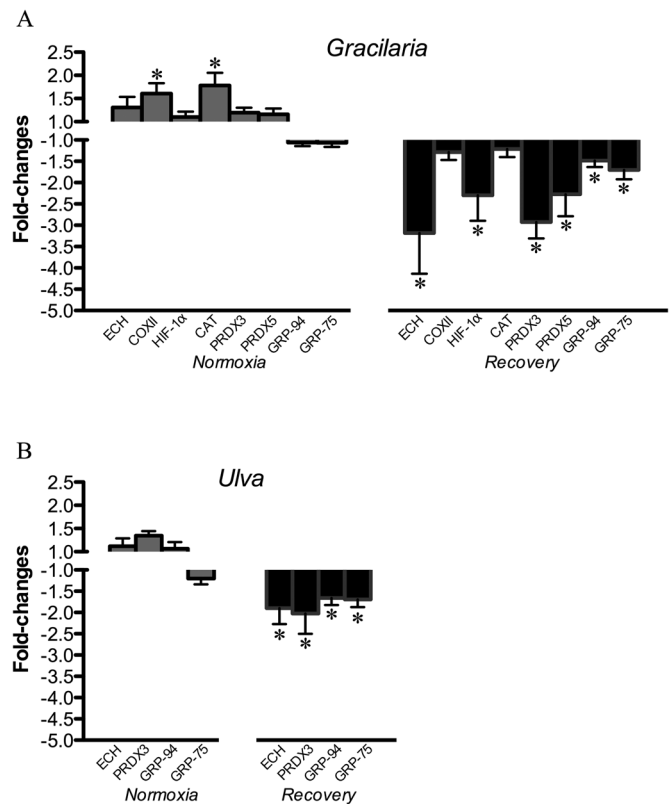 A
Gracilaria
Fold-changes
2.5
2.0
1.5
1.0
-1.0
-1.5
-2.0
-2.5
-3.0
-3.5
-4.0
-4.5
-5.0
* *
* * * * * *
ECH COXII HIF-1α CAT PRDX3 PRDX5 GRP-94 GRP-75
ECH COXII HIF-1α CAT PRDX3 PRDX5 GRP-94 GRP-75
Normoxia Recovery
B
Ulva
Fold-changes
2.5
2.0
1.5
1.0
-1.0
-1.5
-2.0
-2.5
-3.0
-3.5
-4.0
-4.5
-5.0
* * * *
ECH PRDX3 GRP-94 GRP-75
ECH PRDX3 GRP-94 GRP-75
Normoxia Recovery